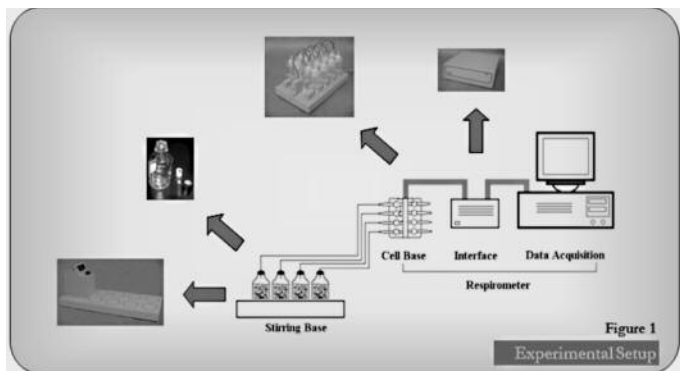 Cell Base Interface Data Acquisition
Respirometer
Stirring Base
Figure 1
Experimental Setup